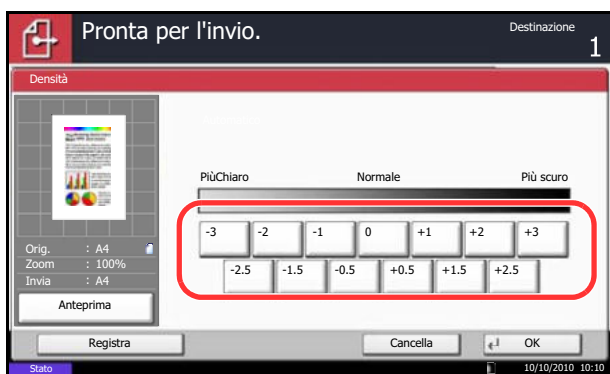 Pronta per l'invio.
Destinazione
1
Densità
PiùChiaro Normale Più scuro
-3 -2 -1 0 +1 +2 +3
-2.5 -1.5 -0.5 +0.5 +1.5 +2.5
Orig. : A4
Zoom : 100%
Invia : A4
Anteprima
Registra Cancella OK
Stato 10/10/2010 10:10